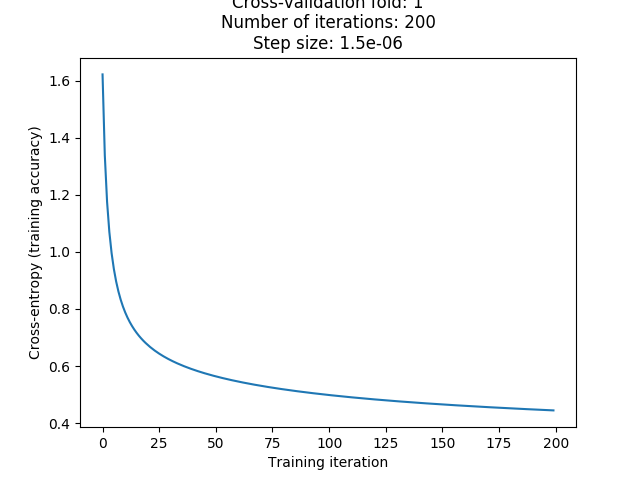 Cross-validation fold: 1
Number of iterations: 200
Step size: 1.5e-06
1.6
1.4
1.2
1.0
0.8
0.6
0.4
Cross-entropy (training accuracy)
0 25 50 75 100 125 150 175 200
Training iteration